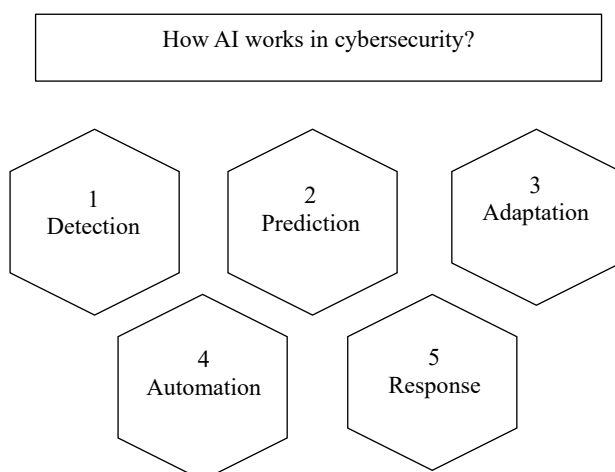 How AI works in cybersecurity?
1
Detection
2
Prediction
3
Adaptation
4
Automation
5
Response